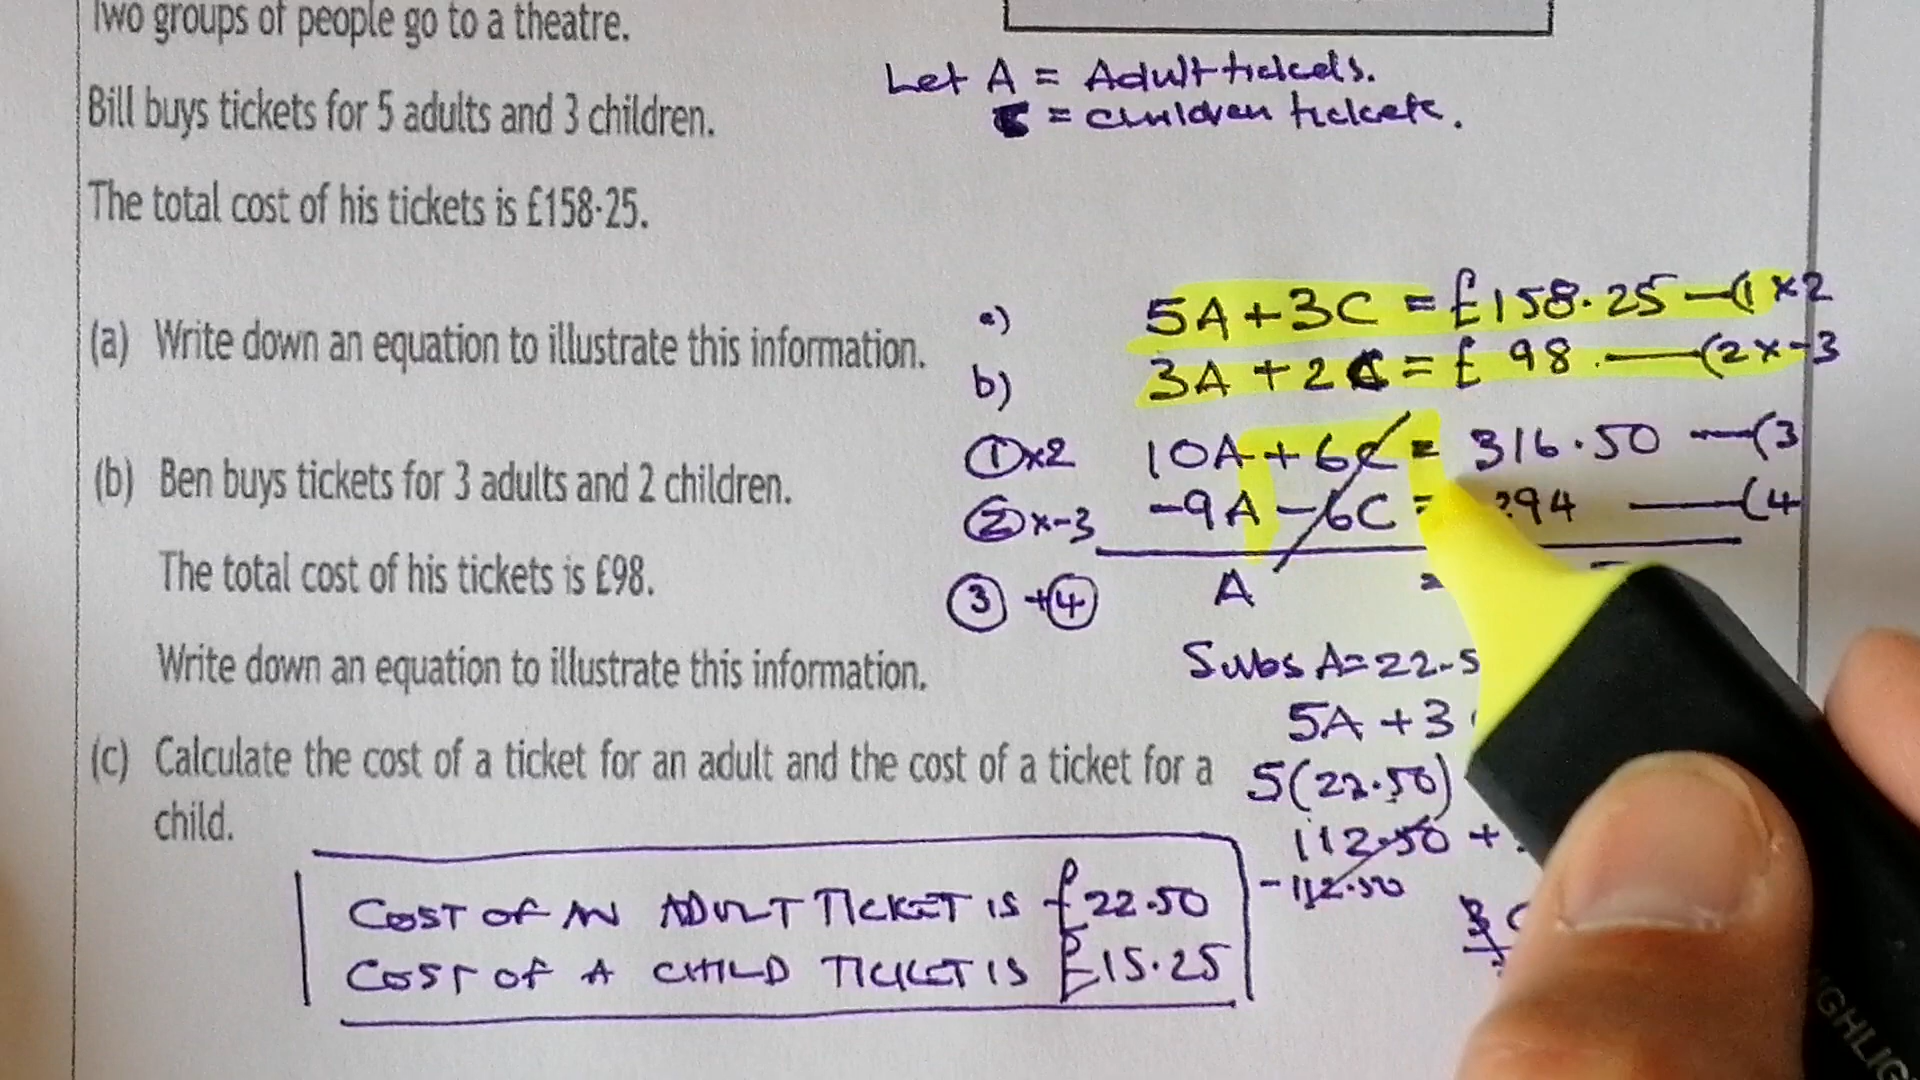 Two groups of people go to a theatre.
Let A = Adult tickets.
Bill buys tickets for 5 adults and 3 children.
C = children tickets.
The total cost of his tickets is £158·25.
a) 5A + 3C = £158.25 —(1 ×2
(a) Write down an equation to illustrate this information.
b) 3A + 2C = £ 98. —(2 x-3
①x2 10A + 6C = 316.50 —(3
(b) Ben buys tickets for 3 adults and 2 children.
②x-3 -9A - 6C = 294 —(4
The total cost of his tickets is £98.
③ +④ A =
Write down an equation to illustrate this information.
Subs A=22.5
5A + 3
(c) Calculate the cost of a ticket for an adult and the cost of a ticket for a
child.
5(22.50)
112.50 +
-112.50
COST OF AN ADULT TICKET IS £22.50
COST OF A CHILD TICKET IS £15.25